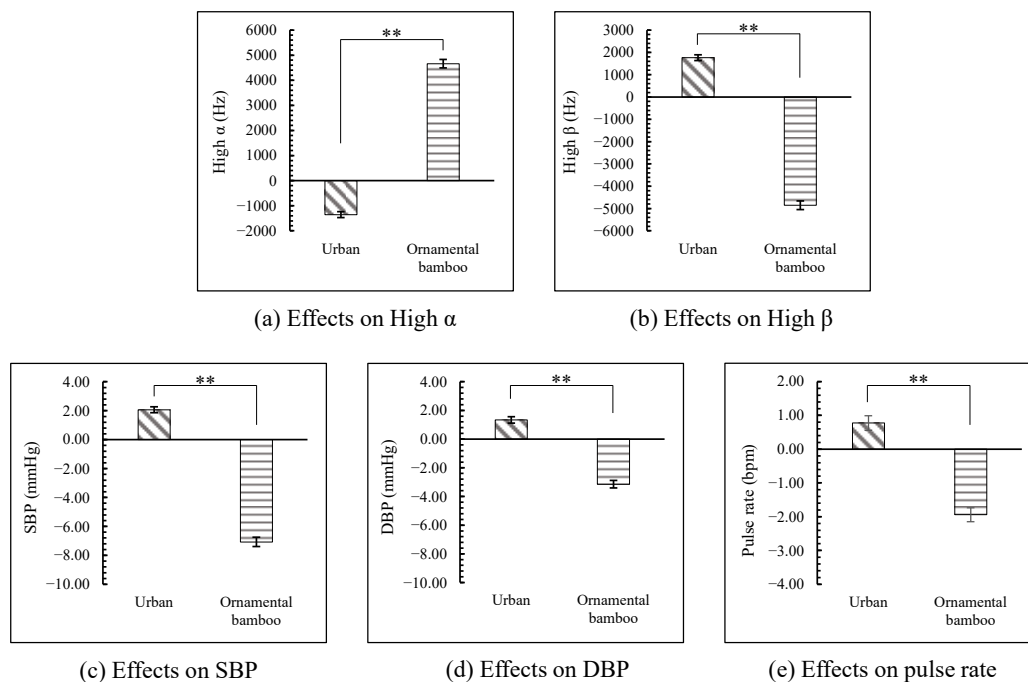 6000
5000
4000
3000
2000
1000
0
−1000
−2000
High α (Hz)
**
Urban
Ornamental
bamboo
(a) Effects on High α
3000
2000
1000
0
−1000
−2000
−3000
−4000
−5000
−6000
High β (Hz)
**
Urban
Ornamental
bamboo
(b) Effects on High β
4.00
2.00
0.00
−2.00
−4.00
−6.00
−8.00
−10.00
SBP (mmHg)
**
Urban
Ornamental
bamboo
(c) Effects on SBP
4.00
2.00
0.00
−2.00
−4.00
−6.00
−8.00
−10.00
DBP (mmHg)
**
Urban
Ornamental
bamboo
(d) Effects on DBP
2.00
1.00
0.00
−1.00
−2.00
−3.00
−4.00
Pulse rate (bpm)
**
Urban
Ornamental
bamboo
(e) Effects on pulse rate